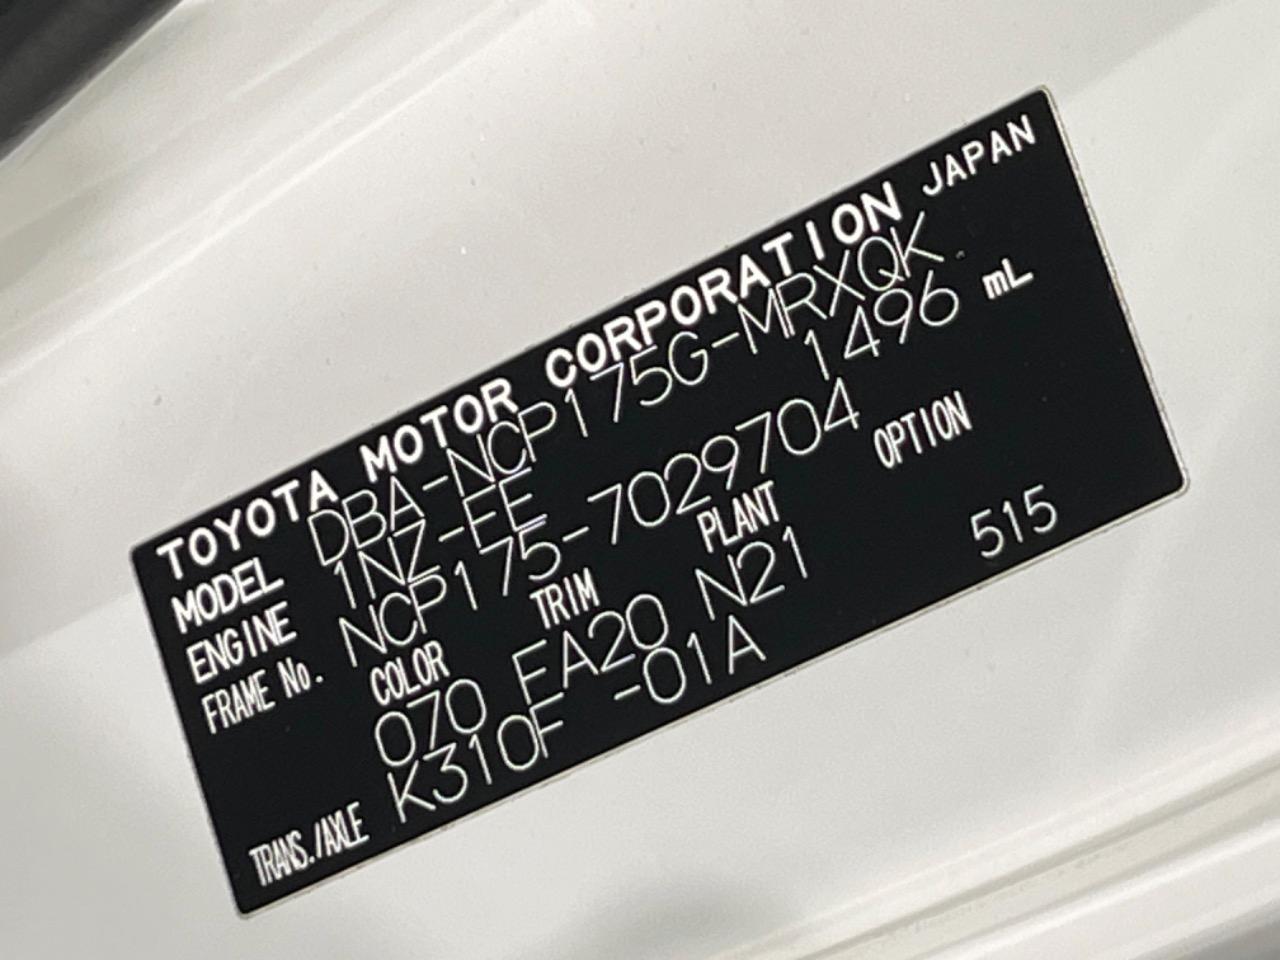 TOYOTA MOTOR CORPORATION JAPAN
MODEL DBA-NCP175G-MRXQK
ENGINE 1NZ-FE 1496 mL
FRAME No. NCP175-7029704
COLOR TRIM PLANT OPTION
070 FA20 N21 515
TRANS./AXLE K310F -01A